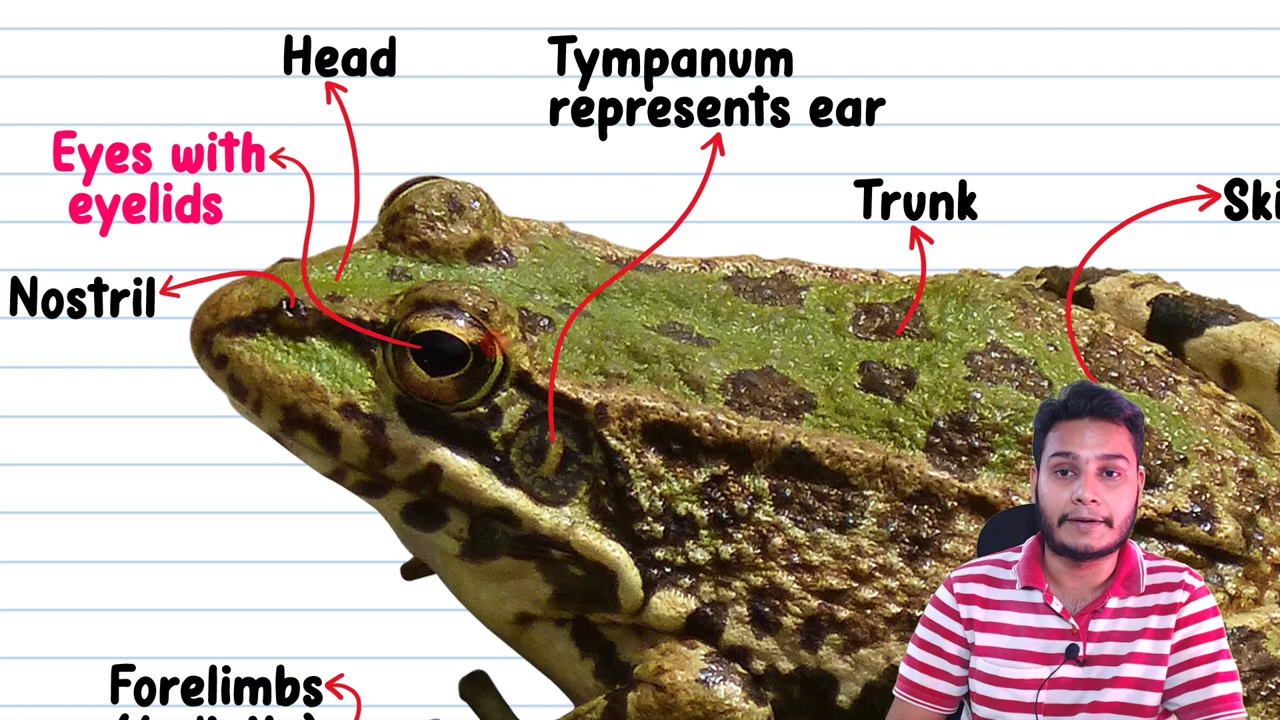 Head
Tympanum
represents ear
Eyes with
eyelids
Trunk
Nostril
Forelimbs